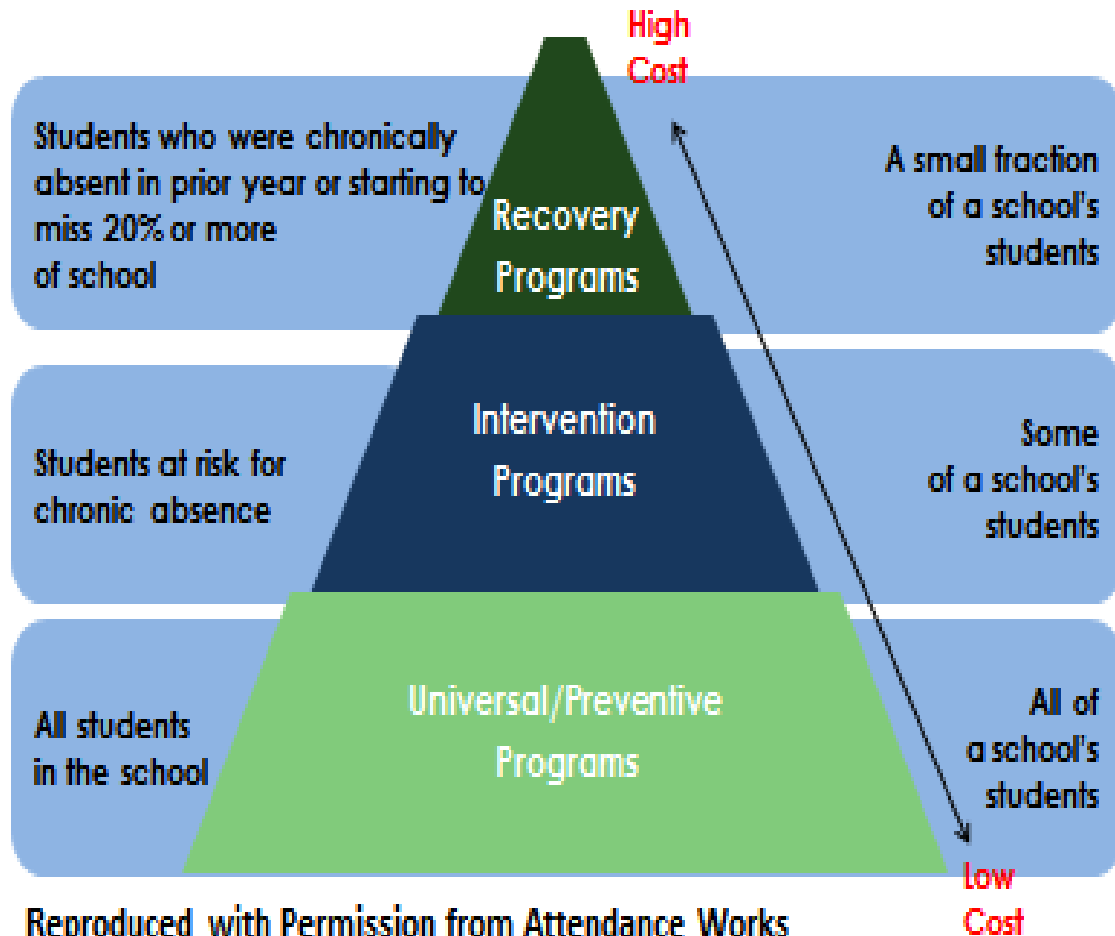 High
Cost
Students who were chronically
absent in prior year or starting to
miss 20% or more
of school
Recovery
Programs
A small fraction
of a school's
students
Students at risk for
chronic absence
Intervention
Programs
Some
of a school's
students
All students
in the school
Universal/Preventive
Programs
All of
a school's
students
Low
Cost
Reproduced with Permission from Attendance Works